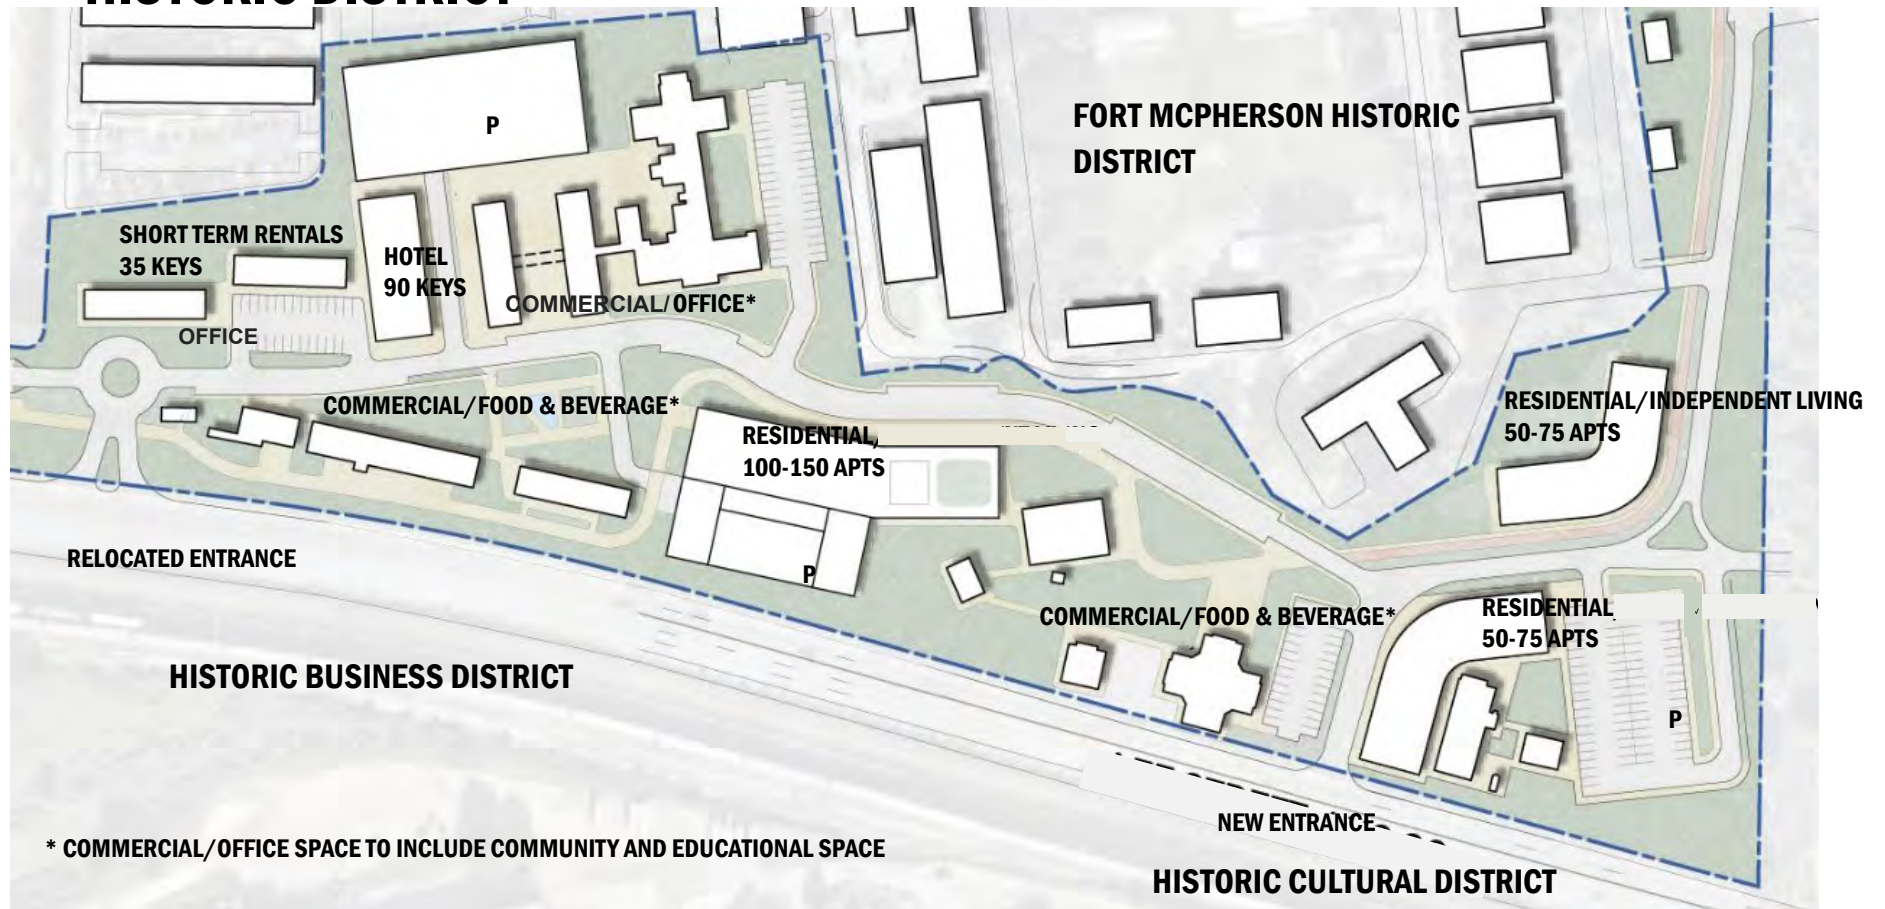 HISTORIC DISTRICT
P
FORT MCPHERSON HISTORIC
DISTRICT
SHORT TERM RENTALS
35 KEYS
HOTEL
90 KEYS
COMMERCIAL/OFFICE*
OFFICE
COMMERCIAL/FOOD & BEVERAGE*
RESIDENTIAL/INDEPENDENT LIVING
50-75 APTS
RESIDENTIAL/
100-150 APTS
RELOCATED ENTRANCE
P
COMMERCIAL/FOOD & BEVERAGE*
RESIDENTIAL/
50-75 APTS
HISTORIC BUSINESS DISTRICT
P
NEW ENTRANCE
* COMMERCIAL/OFFICE SPACE TO INCLUDE COMMUNITY AND EDUCATIONAL SPACE
HISTORIC CULTURAL DISTRICT